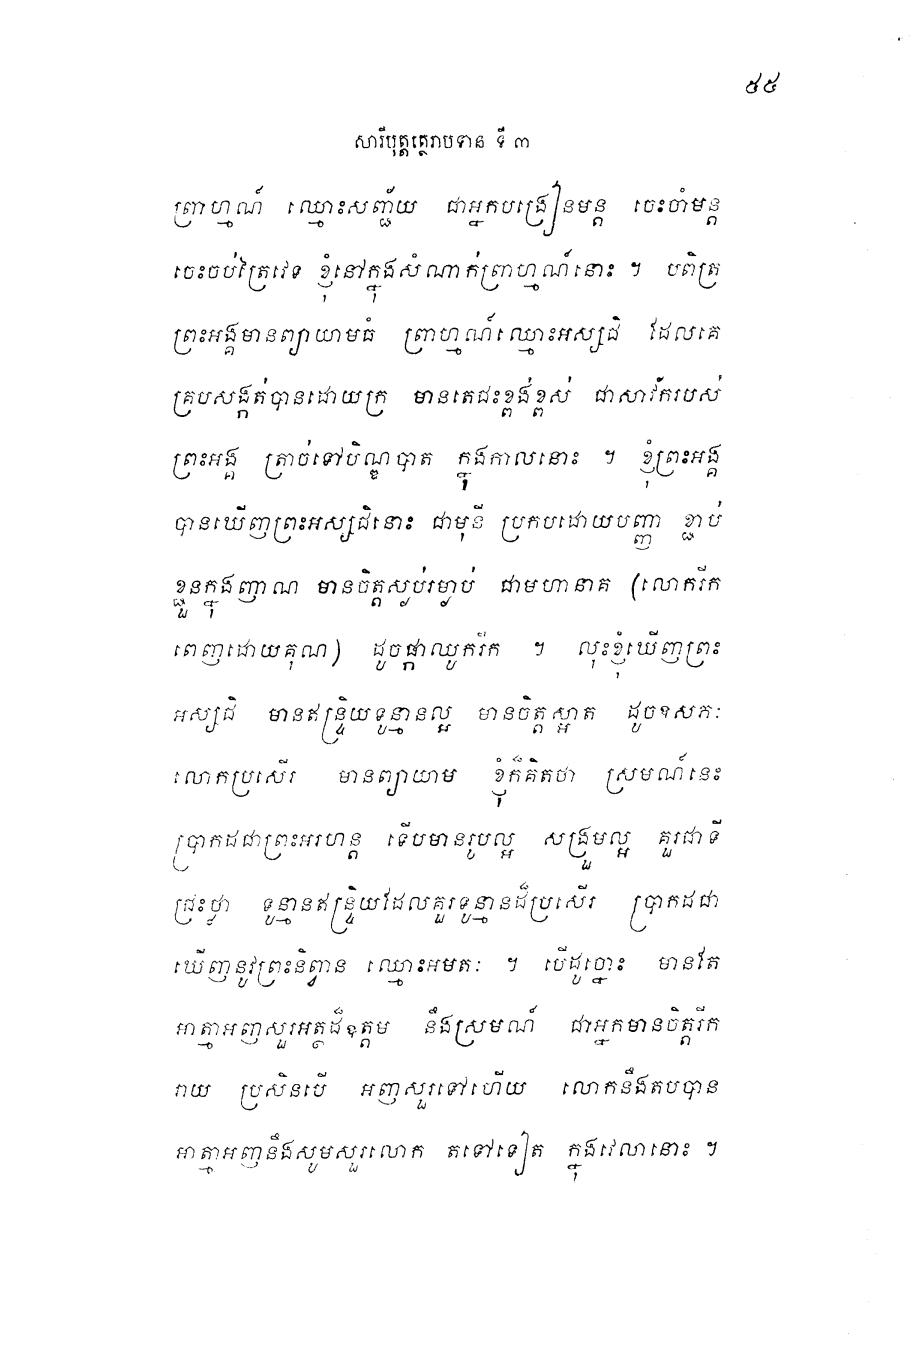 ៥៥
សារីបុត្តត្ថេរាបទាន ទី ៣
ព្រាហ្មណ៍ ឈ្មោះសញ្ជ័យ ជាអ្នកបង្រៀនមន្ត ចេះចាំមន្ត
ចេះចប់ត្រៃវេទ ខ្ញុំនៅក្នុងសំណាក់ព្រាហ្មណ៍នោះ ។ បពិត្រ
ព្រះអង្គមានព្យាយាមធំ ព្រាហ្មណ៍ឈ្មោះអស្សជិ ដែលគេ
គ្របសង្កត់បានដោយក្រ មានតេជះខ្ពង់ខ្ពស់ ជាសាវ័ករបស់
ព្រះអង្គ ត្រាច់ទៅបិណ្ឌបាត ក្នុងកាលនោះ ។ ខ្ញុំព្រះអង្គ
បានឃើញព្រះអស្សជិនោះ ជាមុនី ប្រកបដោយបញ្ញា ខ្ជាប់
ខ្ជួនក្នុងញាណ មានចិត្តស្ងប់រម្ងាប់ ជាមហានាគ (លោករីក
ពេញដោយគុណ) ដូចផ្កាឈូករីក ។ លុះខ្ញុំឃើញព្រះ
អស្សជិ មានឥន្ទ្រិយទូន្មានល្អ មានចិត្តស្អាត ដូចឧសភៈ
លោកប្រសើរ មានព្យាយាម ខ្ញុំក៏គិតថា ស្រមណ៍នេះ
ប្រាកដជាព្រះអរហន្ត ទើបមានរូបល្អ សង្រួមល្អ គួរជាទី
ជ្រះថ្លា ទូន្មានឥន្ទ្រិយដែលគួរទូន្មានដ៏ប្រសើរ ប្រាកដជា
ឃើញនូវព្រះនិព្វាន ឈ្មោះអមតៈ ។ បើដូច្នោះ មានតែ
អាត្មាអញសួរអត្ថដ៏ឧត្តម នឹងស្រមណ៍ ជាអ្នកមានចិត្តរីក
រាយ ប្រសិនបើ អញសួរទៅហើយ លោកនឹងតបបាន
អាត្មាអញនឹងសូមសួរលោក តទៅទៀត ក្នុងវេលានោះ ។